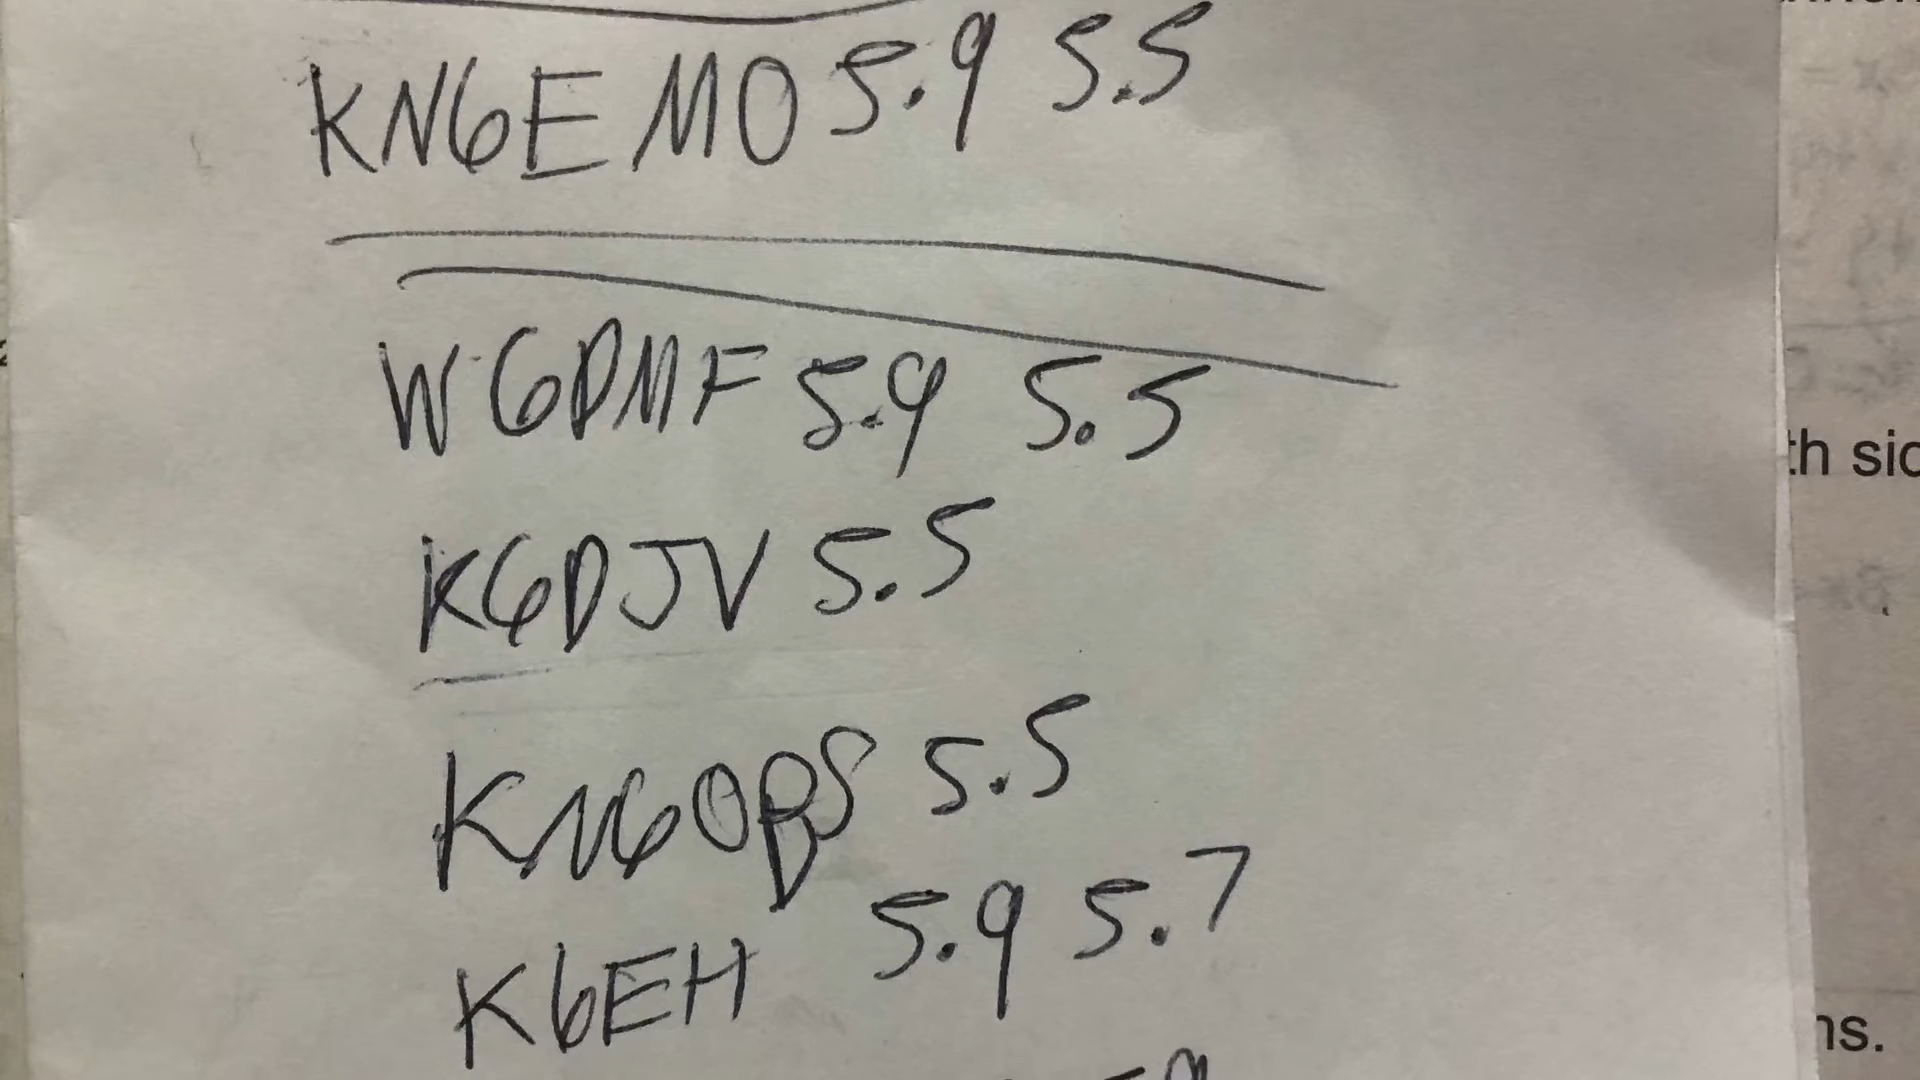 KN6EMO 5.9 5.5
W6DMF 5.9 5.5
K6DJV 5.5
KN6OBS 5.5
K6EH 5.9 5.7
th sid
ns.